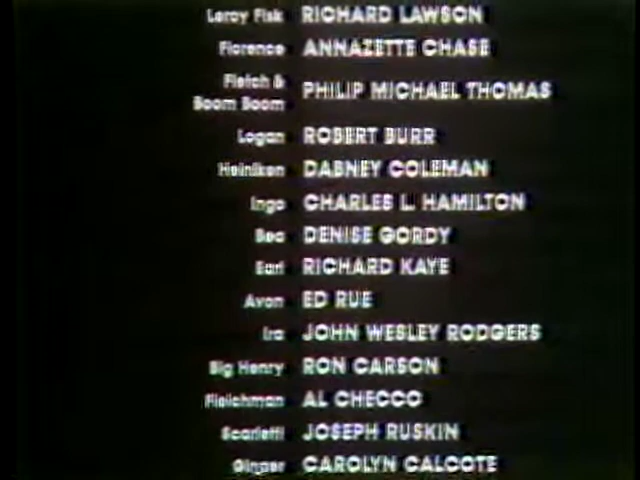 Leroy Fisk RICHARD LAWSON
Florence ANNAZETTE CHASE
Fletch &
Boom Boom PHILIP MICHAEL THOMAS
Logan ROBERT BURR
Heiniken DABNEY COLEMAN
Ingo CHARLES L. HAMILTON
Bea DENISE GORDY
Earl RICHARD KAYE
Avon ED RUE
Ira JOHN WESLEY RODGERS
Big Henry RON CARSON
Fleichman AL CHECCO
Scarletti JOSEPH RUSKIN
Ginger CAROLYN CALCOTE